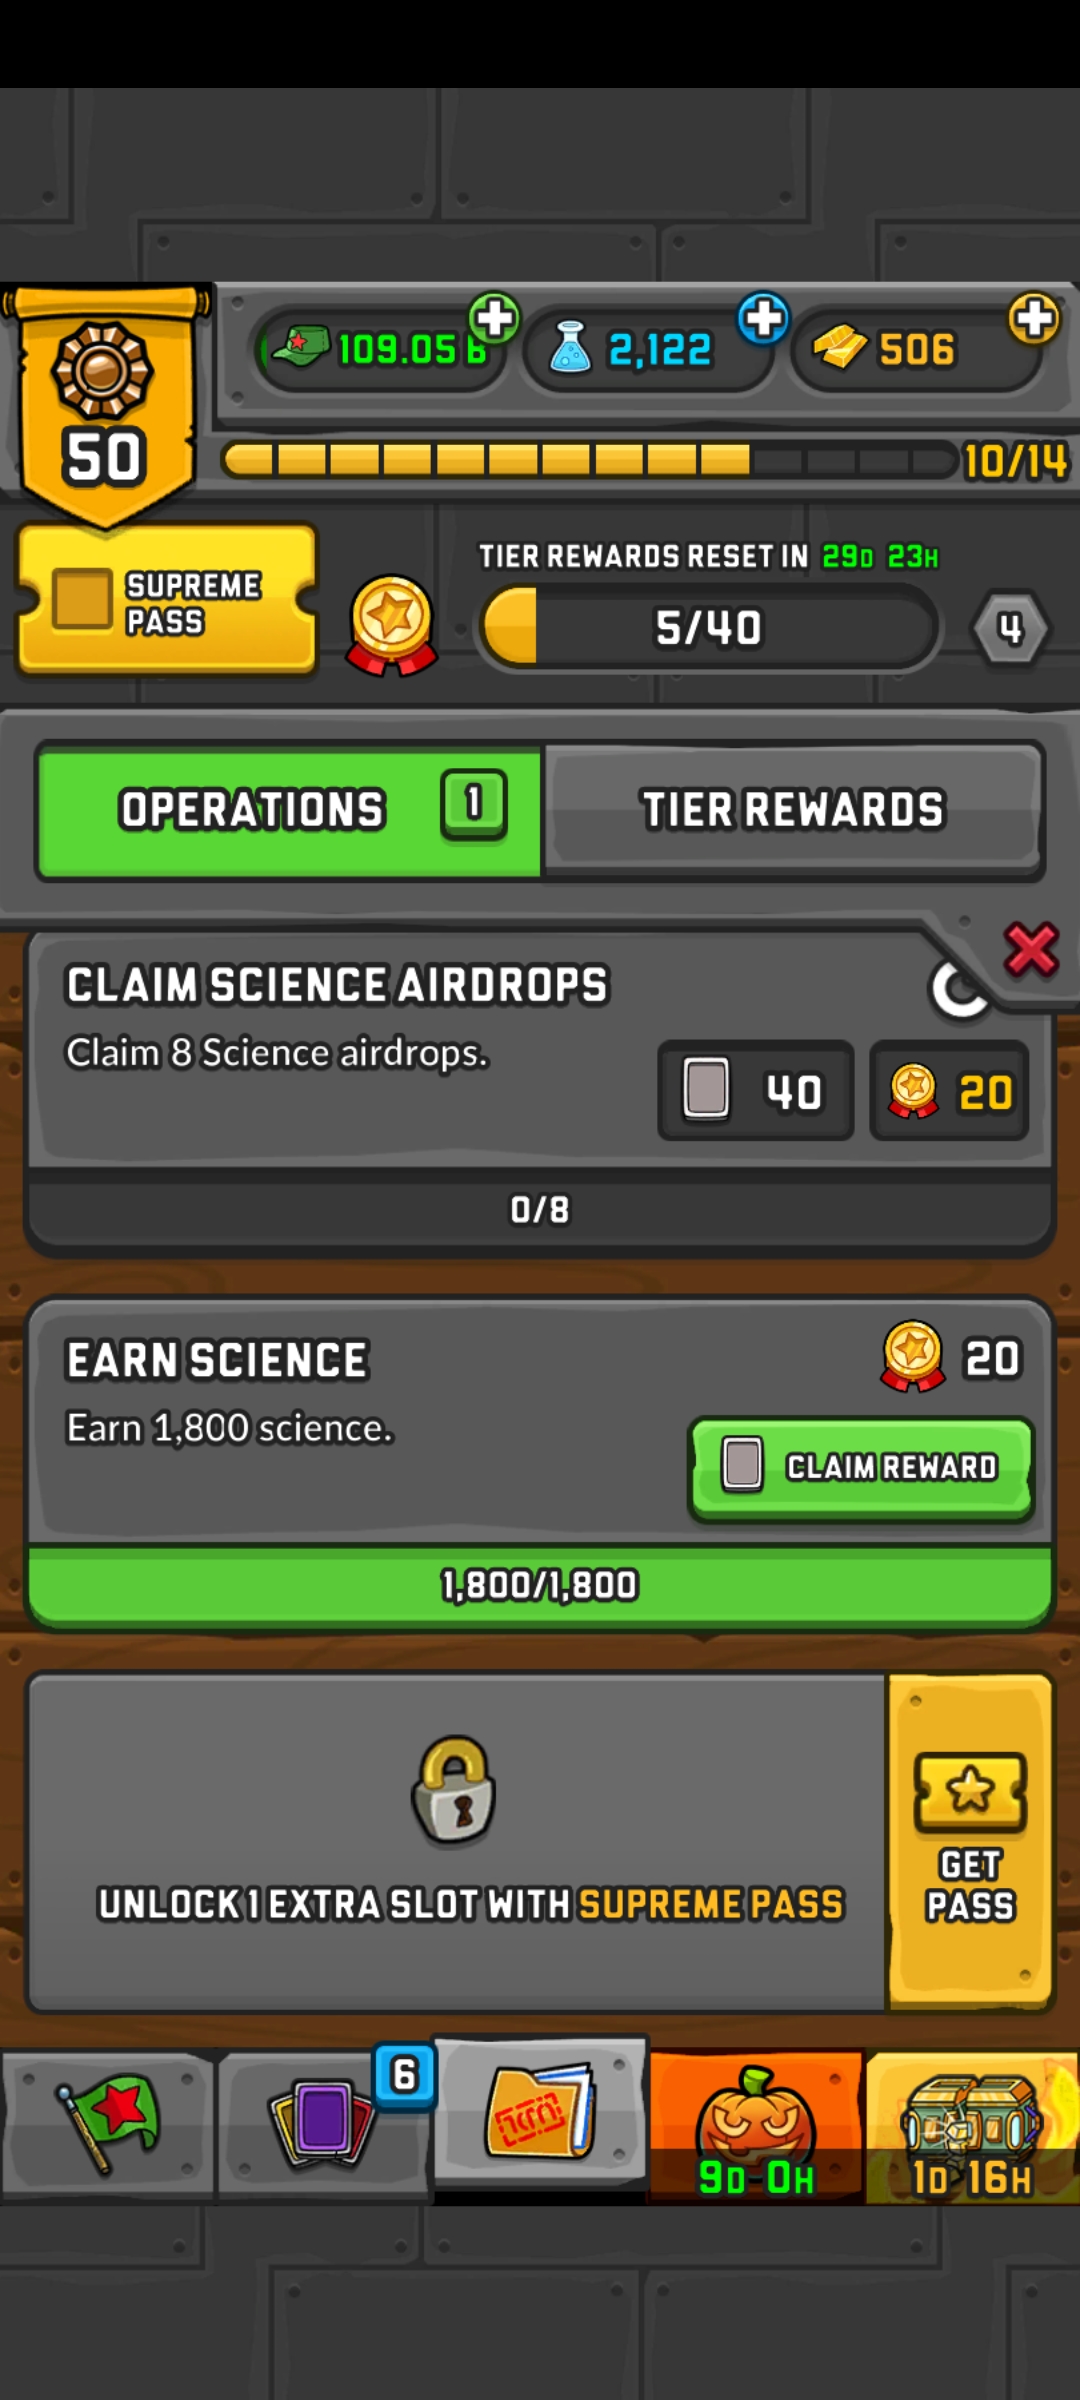 109.05 B
2,122
506
50
10/14
SUPREME
PASS
TIER REWARDS RESET IN 29D 23H
5/40
4
OPERATIONS 1
TIER REWARDS
CLAIM SCIENCE AIRDROPS
Claim 8 Science airdrops.
40
20
0/8
EARN SCIENCE
20
Earn 1,800 science.
CLAIM REWARD
1,800/1,800
UNLOCK 1 EXTRA SLOT WITH SUPREME PASS
GET
PASS
6
9D 0H
1D 16H